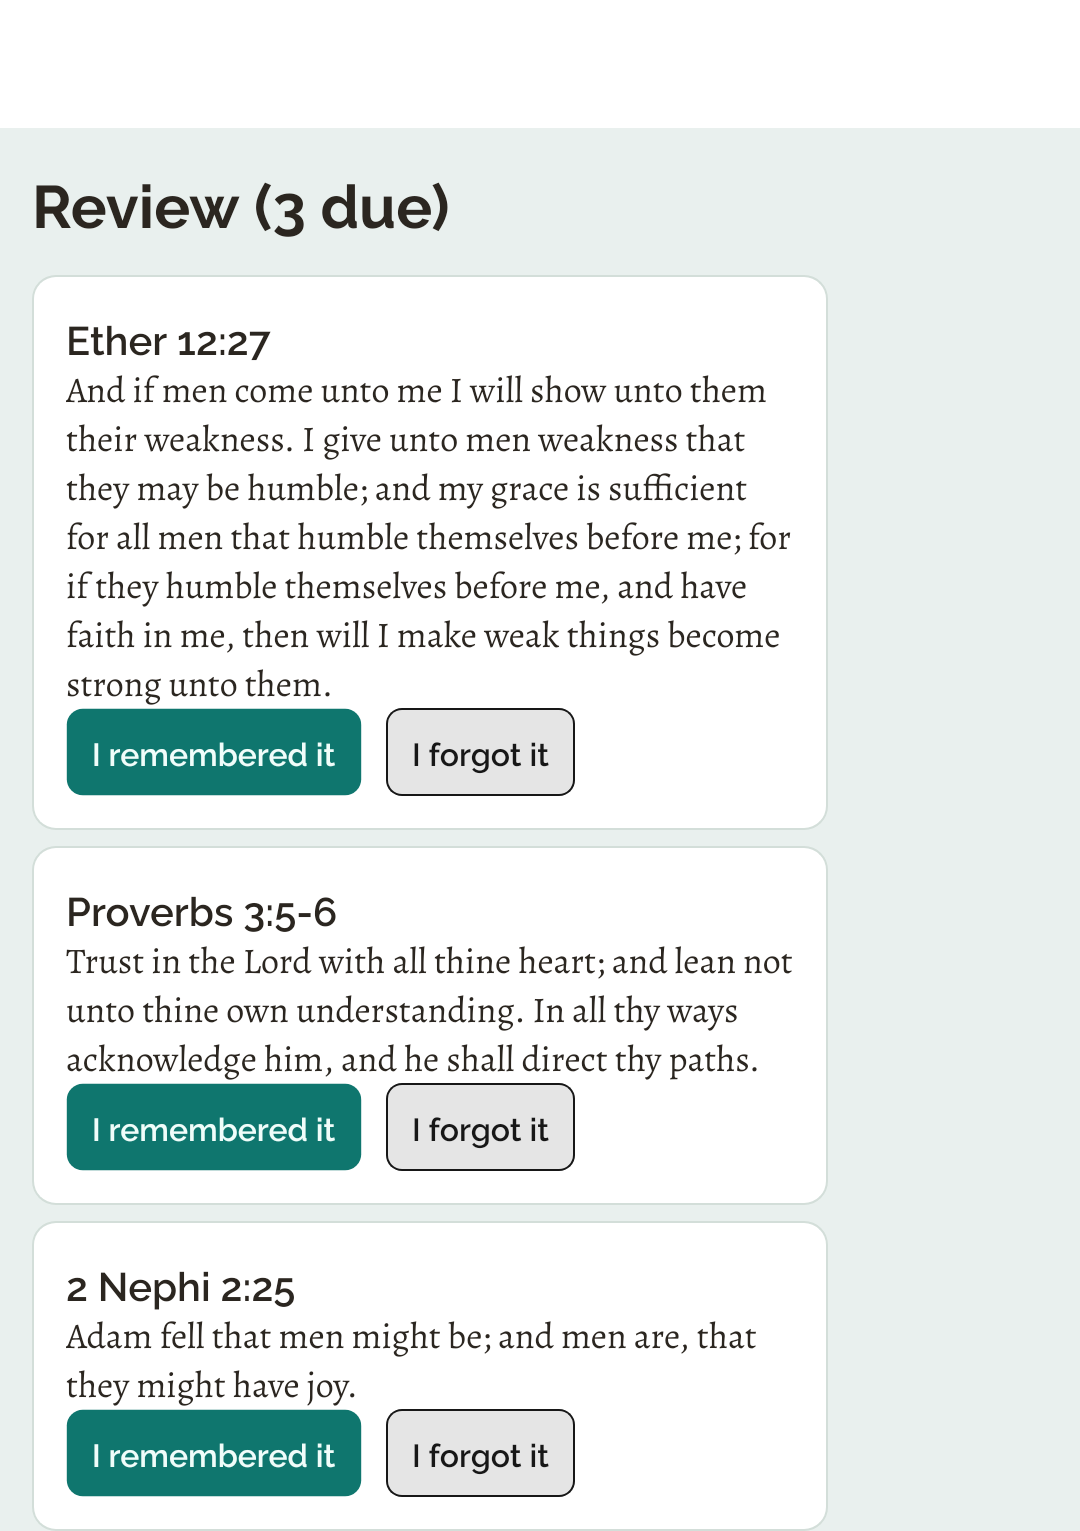 Review (3 due)
Ether 12:27
And if men come unto me I will show unto them
their weakness. I give unto men weakness that
they may be humble; and my grace is sufficient
for all men that humble themselves before me; for
if they humble themselves before me, and have
faith in me, then will I make weak things become
strong unto them.
I remembered it
I forgot it
Proverbs 3:5-6
Trust in the Lord with all thine heart; and lean not
unto thine own understanding. In all thy ways
acknowledge him, and he shall direct thy paths.
I remembered it
I forgot it
2 Nephi 2:25
Adam fell that men might be; and men are, that
they might have joy.
I remembered it
I forgot it